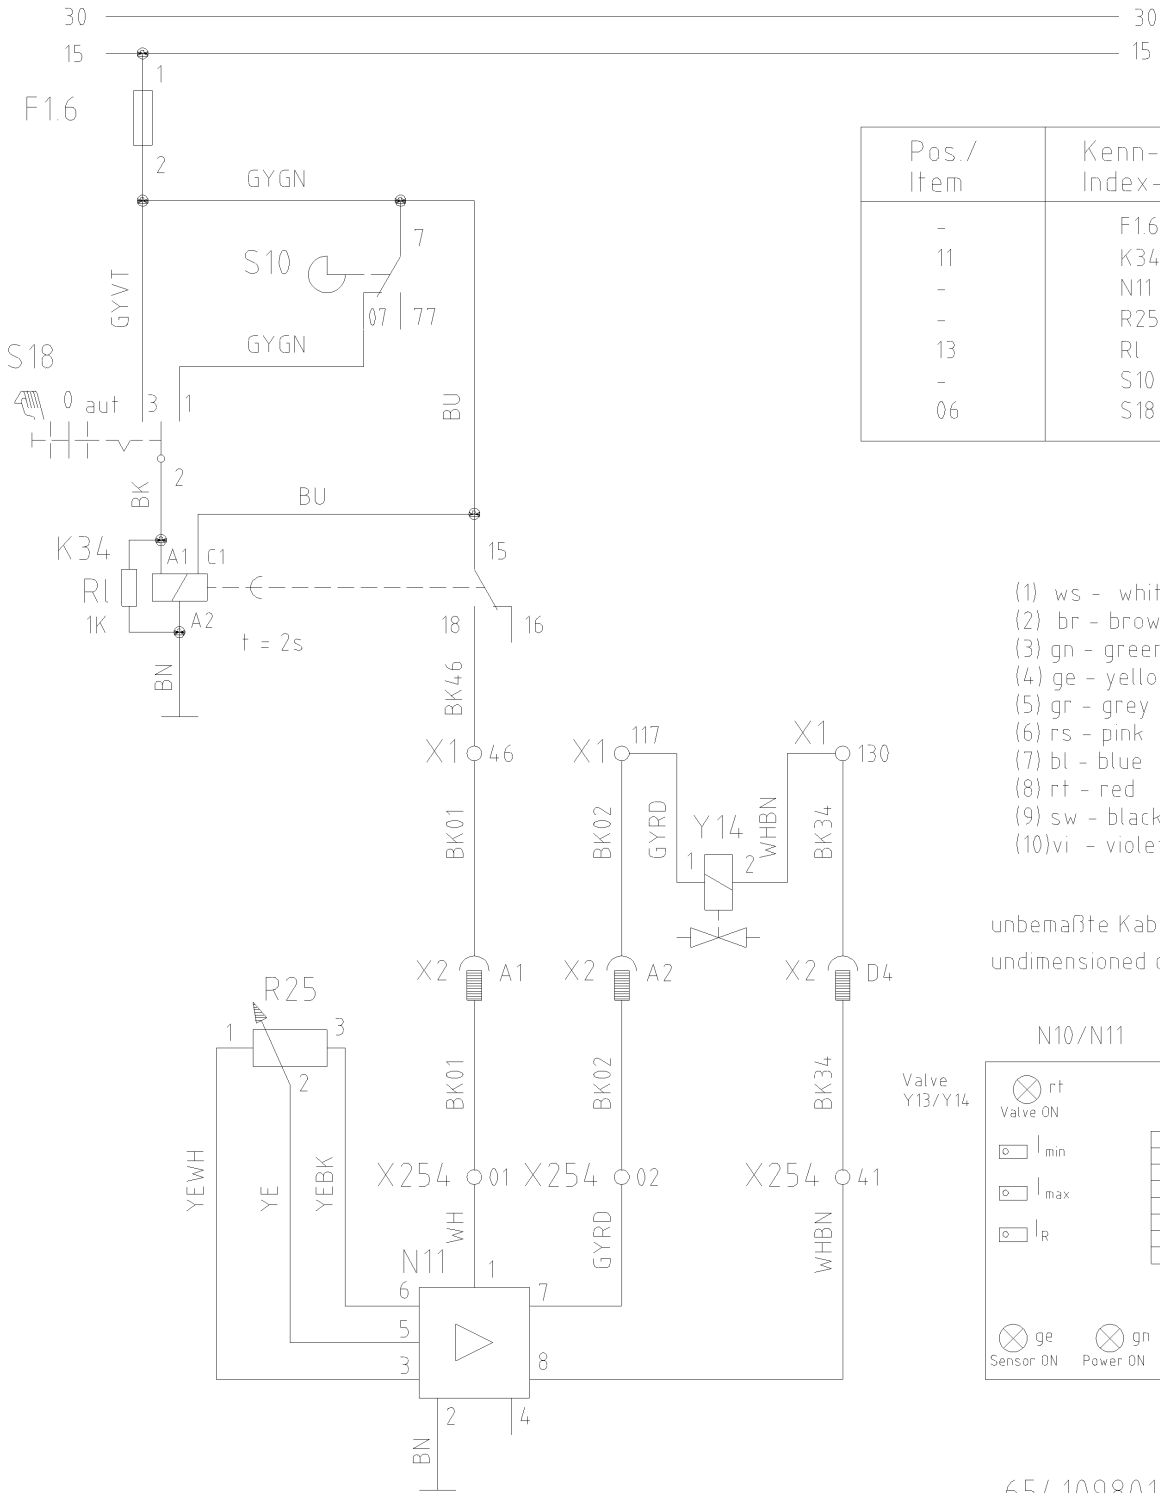 30 30
15 15
1
F1.6
2
GYGN
7
S10
GYVT
07 77
GYGN
S18
0 aut 3 1
BU
2
BK
BU
K34 A1 C1 15
Rl
1K A2
t = 2s
18 16
BN
BK46
X1 46 X1 117 X1 130
BK01 BK02 GYRD Y14 WHBN BK34
1 2
X2 A1 X2 A2 X2 D4
R25
1 3
2
BK01 BK02 BK34
YEWH YE YEBK
X254 01 X254 02 X254 41
WH GYRD WHBN
N11 1
6 7
5
3 8
2 4
BN
Pos./ Kenn-
Item Index-
- F1.6
11 K34
- N11
- R25
13 Rl
- S10
06 S18
(1) ws - whit
(2) br - brow
(3) gn - green
(4) ge - yello
(5) gr - grey
(6) rs - pink
(7) bl - blue
(8) rt - red
(9) sw - black
(10)vi - viole
unbemaßte Kab
undimensioned
N10/N11
Valve
Y13/Y14
rt
Valve ON
I min
I max
I R
ge gn
Sensor ON Power ON